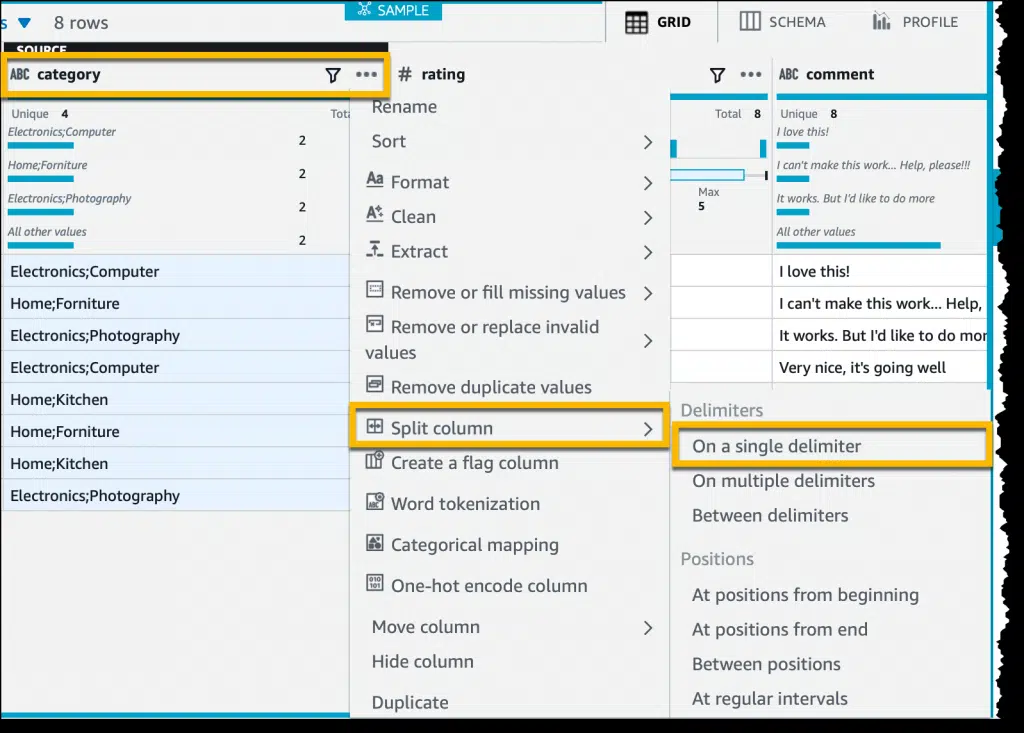 s
8 rows
SAMPLE
GRID
SCHEMA
PROFILE
SOURCE
ABC category
Unique 4
Electronics;Computer
2
Home;Forniture
2
Electronics;Photography
2
All other values
2
Electronics;Computer
Home;Forniture
Electronics;Photography
Electronics;Computer
Home;Kitchen
Home;Forniture
Home;Kitchen
Electronics;Photography
# rating
Total 8
Max
5
ABC comment
Unique 8
I love this!
I can't make this work... Help, please!!!
It works. But I'd like to do more
All other values
I love this!
I can't make this work... Help,
It works. But I'd like to do mor
Very nice, it's going well
Rename
Sort
Aa Format
Clean
Extract
Remove or fill missing values
Remove or replace invalid
values
Remove duplicate values
Split column
Create a flag column
Word tokenization
Categorical mapping
One-hot encode column
Move column
Hide column
Duplicate
Delimiters
On a single delimiter
On multiple delimiters
Between delimiters
Positions
At positions from beginning
At positions from end
Between positions
At regular intervals